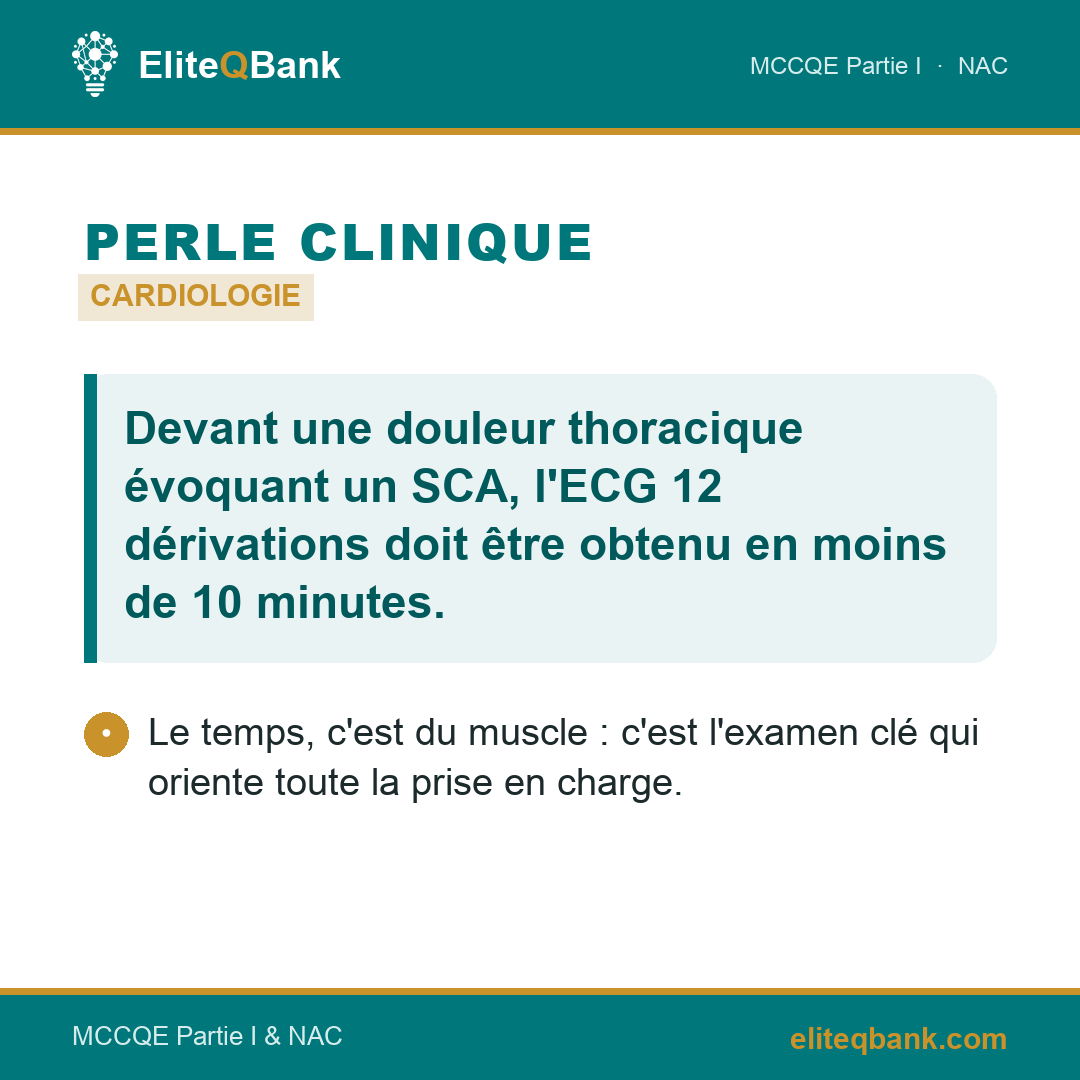 EliteQBank
MCCQE Partie I · NAC
PERLE CLINIQUE
CARDIOLOGIE
Devant une douleur thoracique
évoquant un SCA, l'ECG 12
dérivations doit être obtenu en moins
de 10 minutes.
Le temps, c'est du muscle : c'est l'examen clé qui
oriente toute la prise en charge.
MCCQE Partie I & NAC
eliteqbank.com